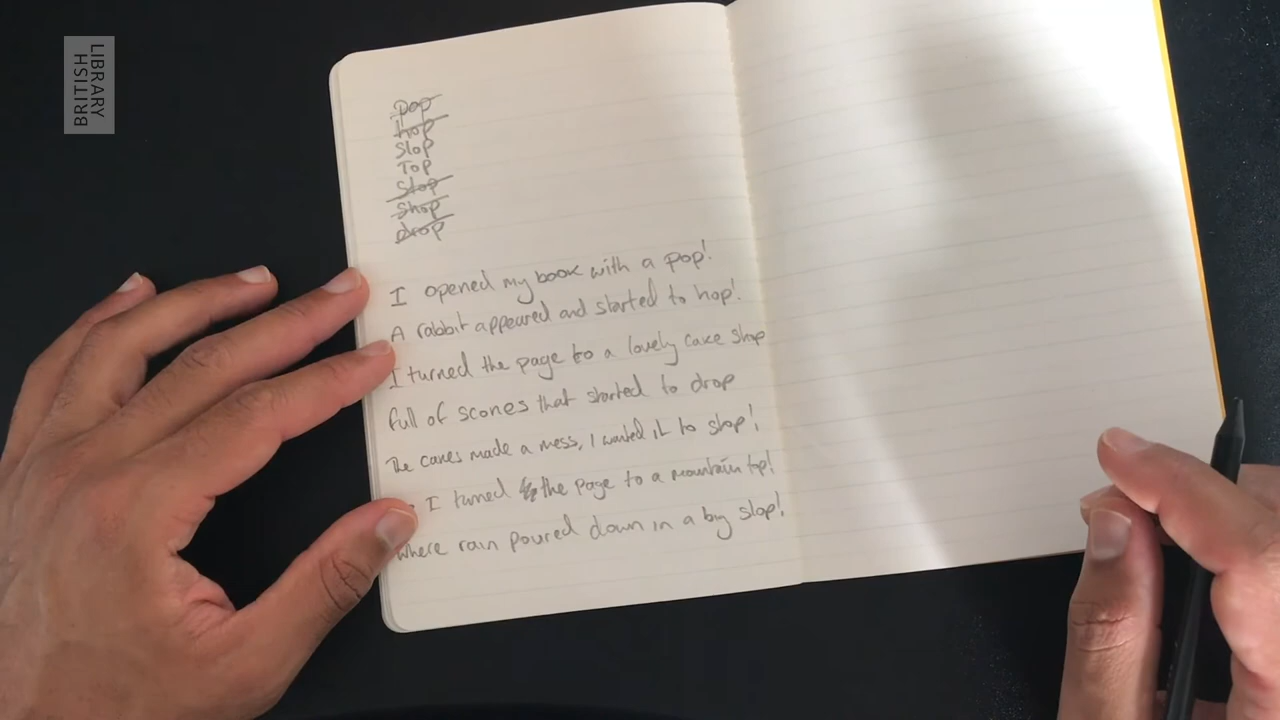 LIBRARY
BRITISH
pop
hop
slop
Top
stop
shop
drop
I opened my book with a pop!
A rabbit appeared and started to hop!
I turned the page to a lovely cake shop
full of scones that started to drop
The cakes made a mess, I wanted it to stop!
I turned the page to a mountain top!
where rain poured down in a big slop!